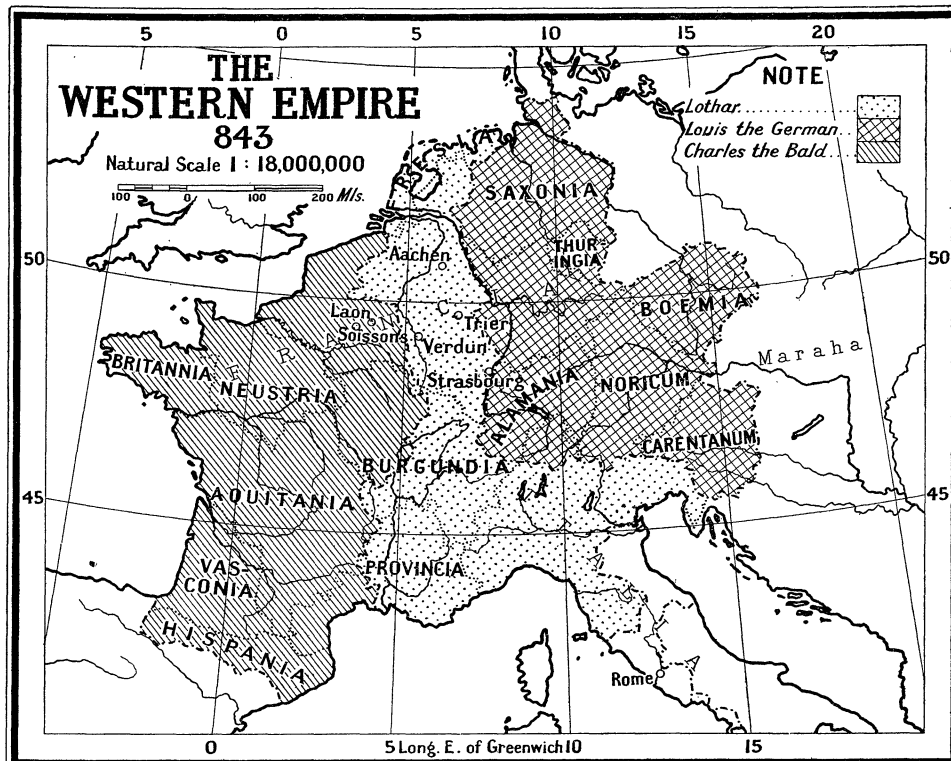 5 0 5 10 15 20
THE
WESTERN EMPIRE
843
Natural Scale 1 : 18,000,000
100 0 100 200 Mls.
NOTE
Lothar
Louis the German
Charles the Bald
FRESIA
SAXONIA
THUR
INGIA
50
50
Aachen
BOEMIA
Laon
Soissons
Trier
Verdun
FRANCIA
Maraha
BRITANNIA
NEUSTRIA
Strasbourg
ALAMANIA
NORICUM
CARENTANUM
BURGUNDIA
45
45
AQUITANIA
VAS-
CONIA
PROVINCIA
ITALIA
HISPANIA
Rome
0 5 Long. E. of Greenwich 10 15